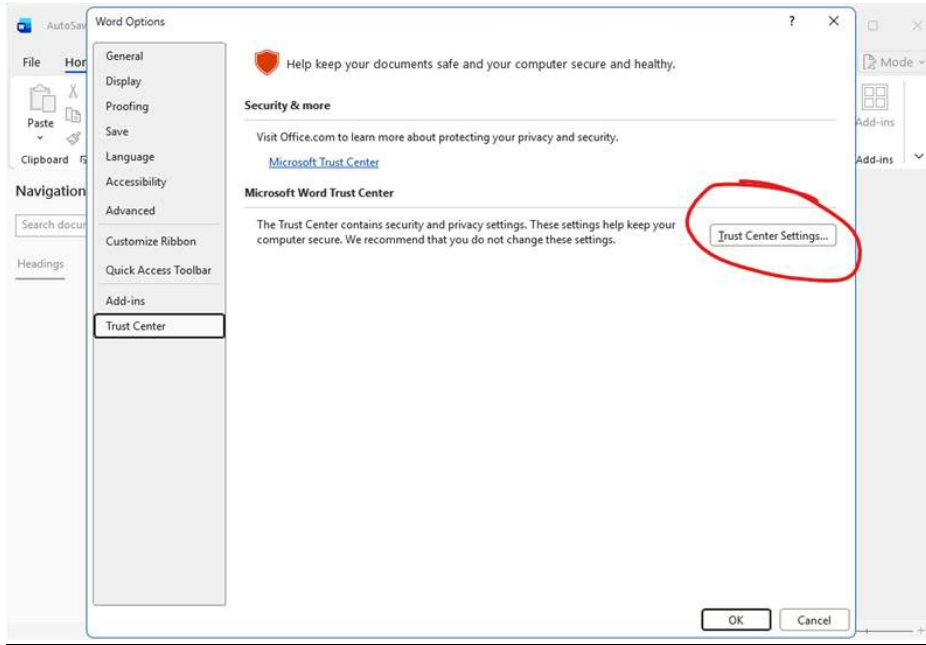 AutoSav
Word Options
?
File
Hor
Mode
Paste
Clipboard
Add-ins
Add-ins
Navigation
Search docur
Headings
General
Display
Proofing
Save
Language
Accessibility
Advanced
Customize Ribbon
Quick Access Toolbar
Add-ins
Trust Center
Help keep your documents safe and your computer secure and healthy.
Security & more
Visit Office.com to learn more about protecting your privacy and security.
Microsoft Trust Center
Microsoft Word Trust Center
The Trust Center contains security and privacy settings. These settings help keep your
computer secure. We recommend that you do not change these settings.
Trust Center Settings...
OK
Cancel